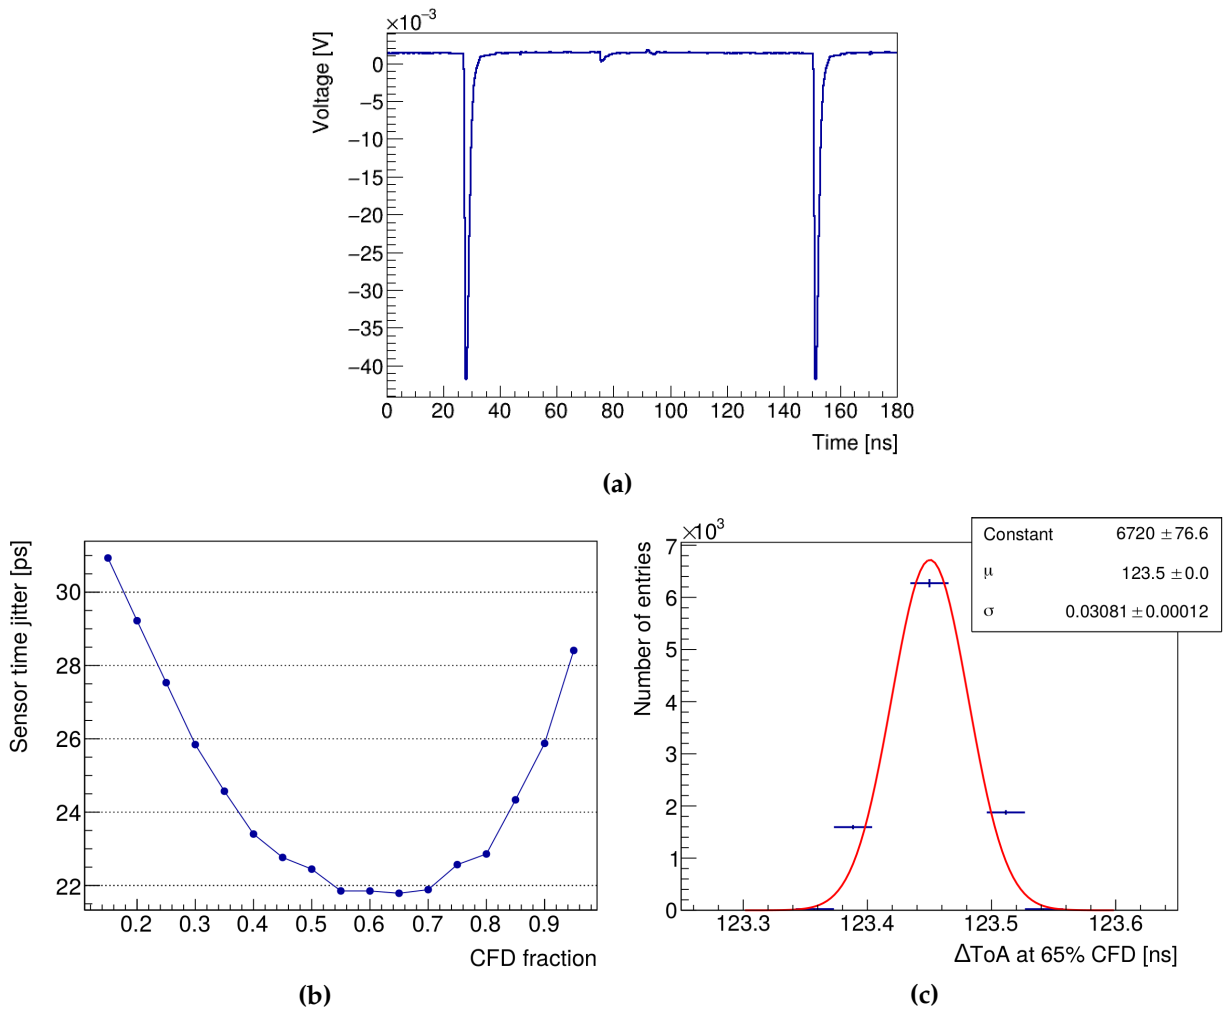 ×10⁻³
Voltage [V]
0
−5
−10
−15
−20
−25
−30
−35
−40
0 20 40 60 80 100 120 140 160 180
Time [ns]
(a)
Sensor time jitter [ps]
30
28
26
24
22
0.2 0.3 0.4 0.5 0.6 0.7 0.8 0.9
CFD fraction
(b)
×10³
Number of entries
7
6
5
4
3
2
1
0
123.3 123.4 123.5 123.6
ΔToA at 65% CFD [ns]
Constant 6720 ± 76.6
μ 123.5 ± 0.0
σ 0.03081 ± 0.00012
(c)